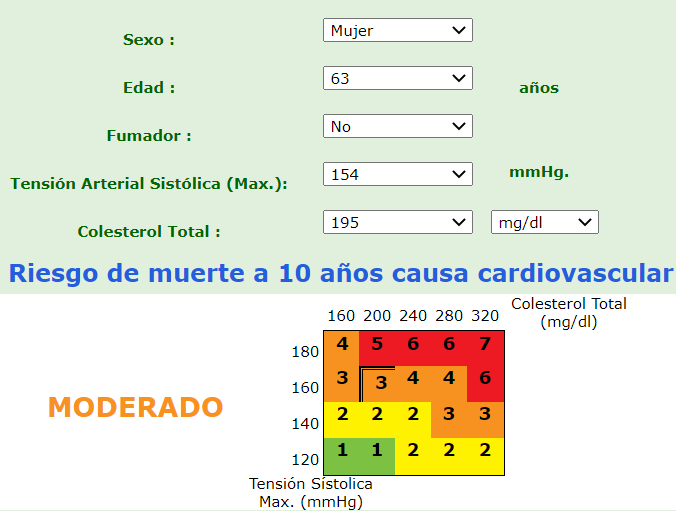 Sexo : Mujer
Edad : 63 años
Fumador : No
Tensión Arterial Sistólica (Max.): 154 mmHg.
Colesterol Total : 195 mg/dl
Riesgo de muerte a 10 años causa cardiovascular
160 200 240 280 320 Colesterol Total
(mg/dl)
180 4 5 6 6 7
160 3 3 4 4 6
MODERADO
140 2 2 2 3 3
120 1 1 2 2 2
Tensión Sístolica
Max. (mmHg)